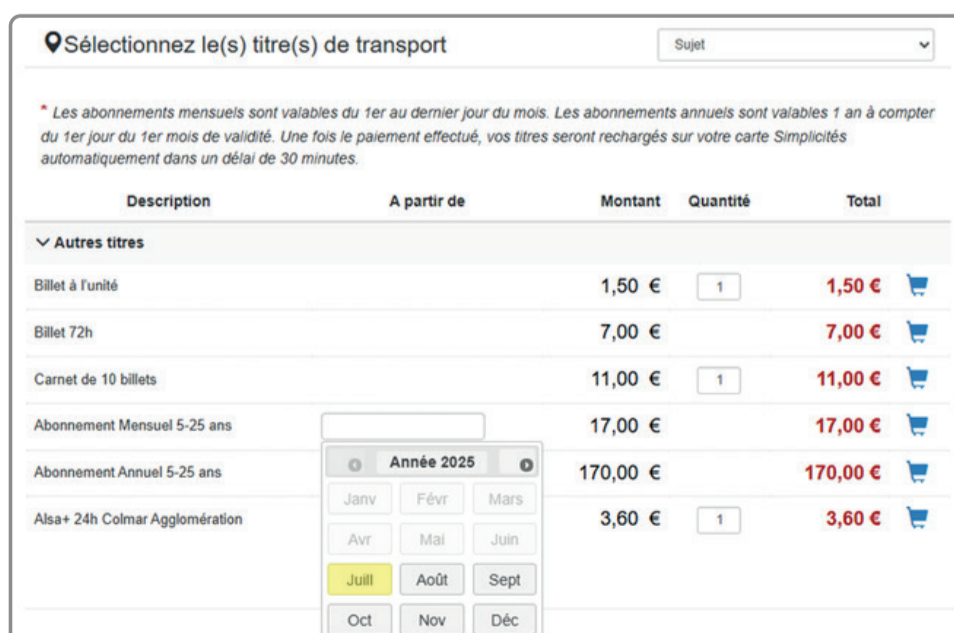 Sélectionnez le(s) titre(s) de transport
Sujet
* Les abonnements mensuels sont valables du 1er au dernier jour du mois. Les abonnements annuels sont valables 1 an à compter
du 1er jour du 1er mois de validité. Une fois le paiement effectué, vos titres seront rechargés sur votre carte Simplicités
automatiquement dans un délai de 30 minutes.
Description A partir de Montant Quantité Total
Autres titres
Billet à l'unité 1,50 € 1 1,50 €
Billet 72h 7,00 € 7,00 €
Carnet de 10 billets 11,00 € 1 11,00 €
Abonnement Mensuel 5-25 ans 17,00 € 17,00 €
Année 2025
Abonnement Annuel 5-25 ans 170,00 € 170,00 €
Janv Févr Mars
Alsa+ 24h Colmar Agglomération 3,60 € 1 3,60 €
Avr Mai Juin
Juill Août Sept
Oct Nov Déc